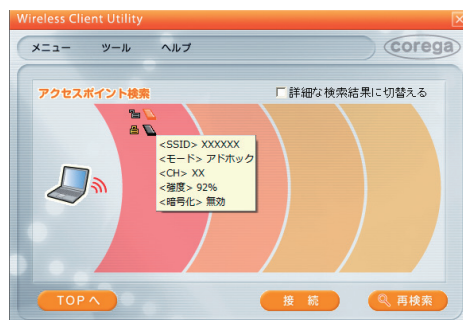 Wireless Client Utility
メニュー ツール ヘルプ corega
アクセスポイント検索 詳細な検索結果に切替える
<SSID> XXXXXX
<モード> アドホック
<CH> XX
<強度> 92%
<暗号化> 無効
TOPへ 接 続 再検索